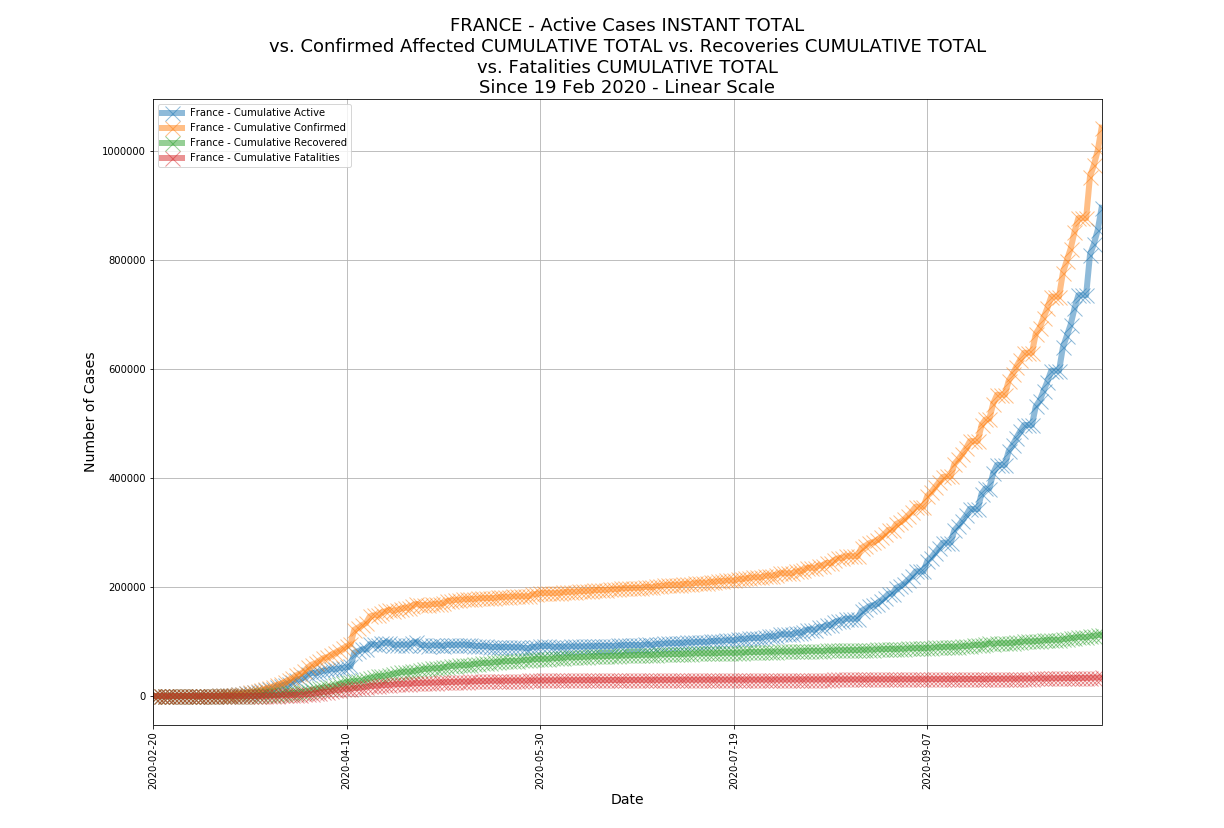 FRANCE - Active Cases INSTANT TOTAL
vs. Confirmed Affected CUMULATIVE TOTAL vs. Recoveries CUMULATIVE TOTAL
vs. Fatalities CUMULATIVE TOTAL
Since 19 Feb 2020 - Linear Scale
France - Cumulative Active
France - Cumulative Confirmed
France - Cumulative Recovered
France - Cumulative Fatalities
Number of Cases
1000000
800000
600000
400000
200000
0
2020-02-20
2020-04-10
2020-05-30
2020-07-19
2020-09-07
Date